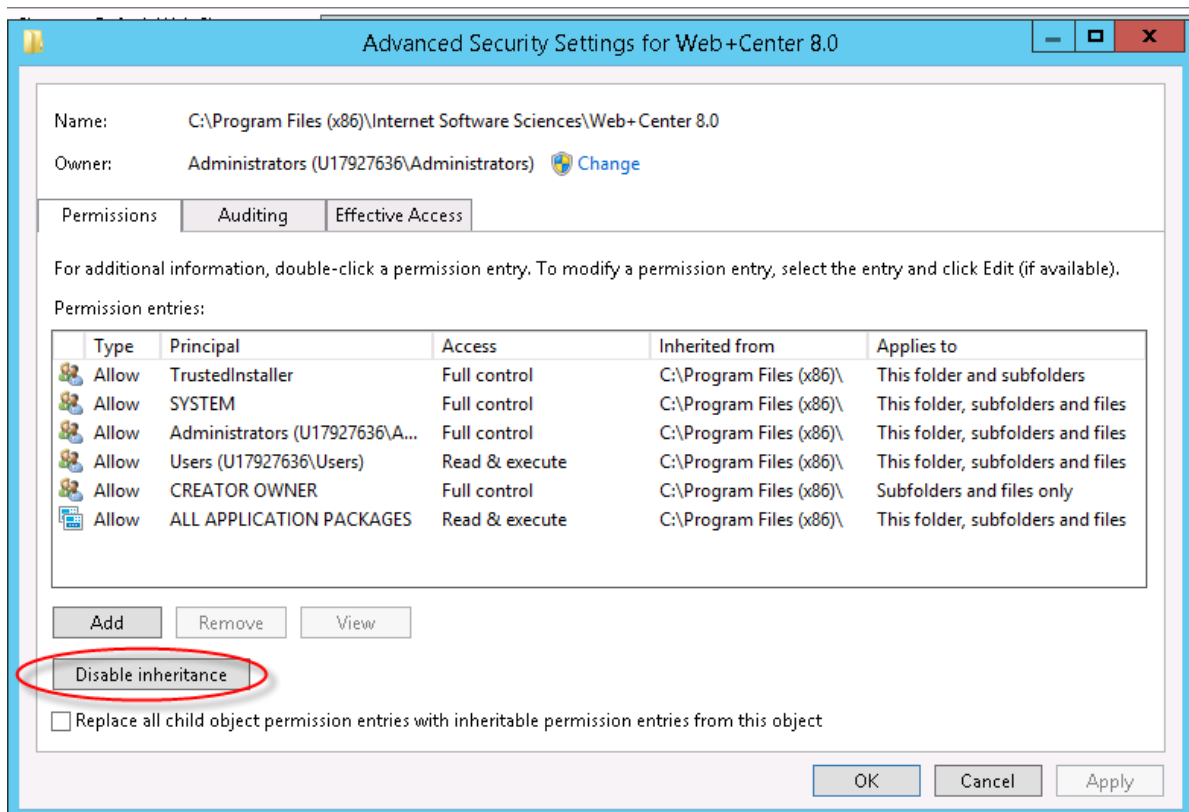 Advanced Security Settings for Web+Center 8.0
Name: C:\Program Files (x86)\Internet Software Sciences\Web+Center 8.0
Owner: Administrators (U17927636\Administrators) Change
Permissions Auditing Effective Access
For additional information, double-click a permission entry. To modify a permission entry, select the entry and click Edit (if available).
Permission entries:
Type Principal Access Inherited from Applies to
Allow TrustedInstaller Full control C:\Program Files (x86)\ This folder and subfolders
Allow SYSTEM Full control C:\Program Files (x86)\ This folder, subfolders and files
Allow Administrators (U17927636\A... Full control C:\Program Files (x86)\ This folder, subfolders and files
Allow Users (U17927636\Users) Read & execute C:\Program Files (x86)\ This folder, subfolders and files
Allow CREATOR OWNER Full control C:\Program Files (x86)\ Subfolders and files only
Allow ALL APPLICATION PACKAGES Read & execute C:\Program Files (x86)\ This folder, subfolders and files
Add Remove View
Disable inheritance
Replace all child object permission entries with inheritable permission entries from this object
OK Cancel Apply